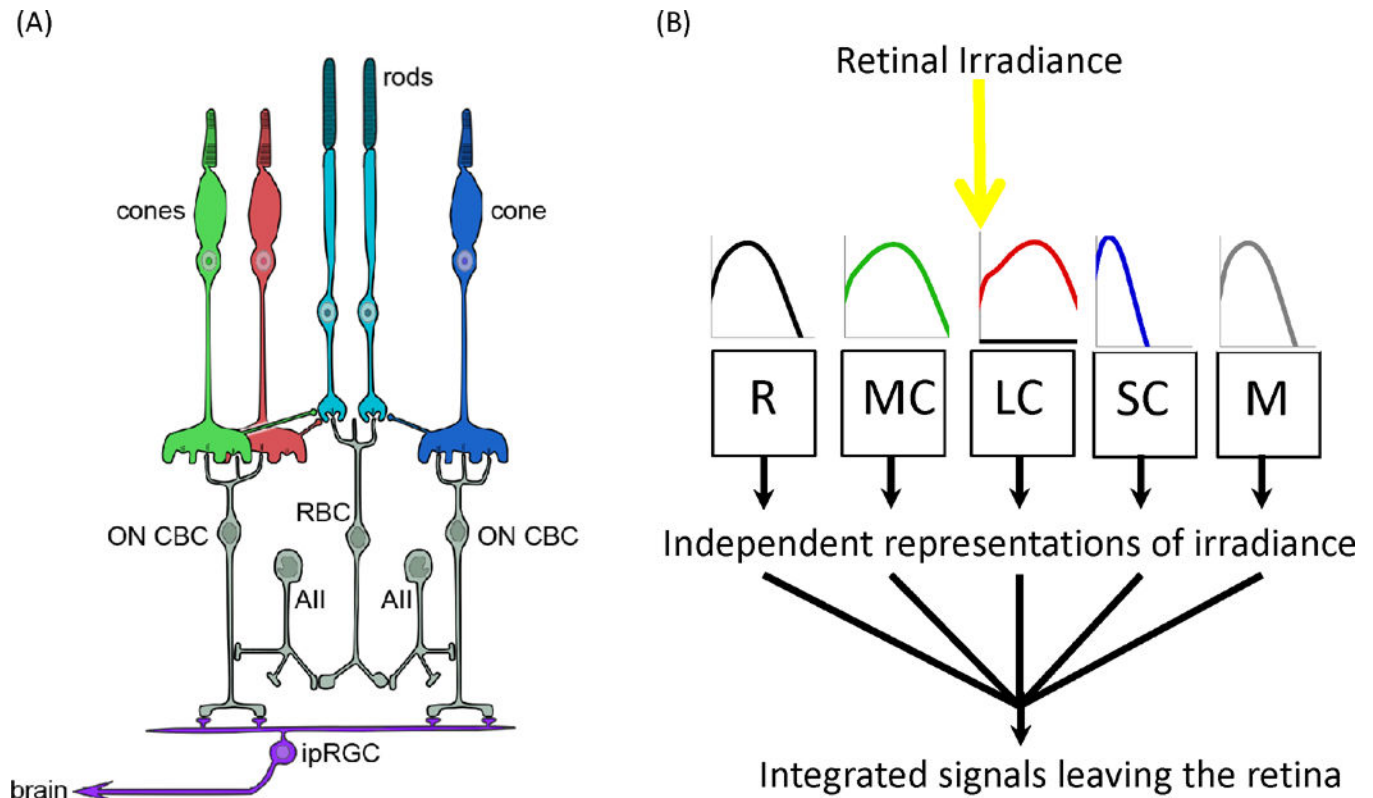 (A)
rods
cones
cone
RBC
ON CBC
ON CBC
AII
AII
ipRGC
brain
(B)
Retinal Irradiance
R
MC
LC
SC
M
Independent representations of irradiance
Integrated signals leaving the retina